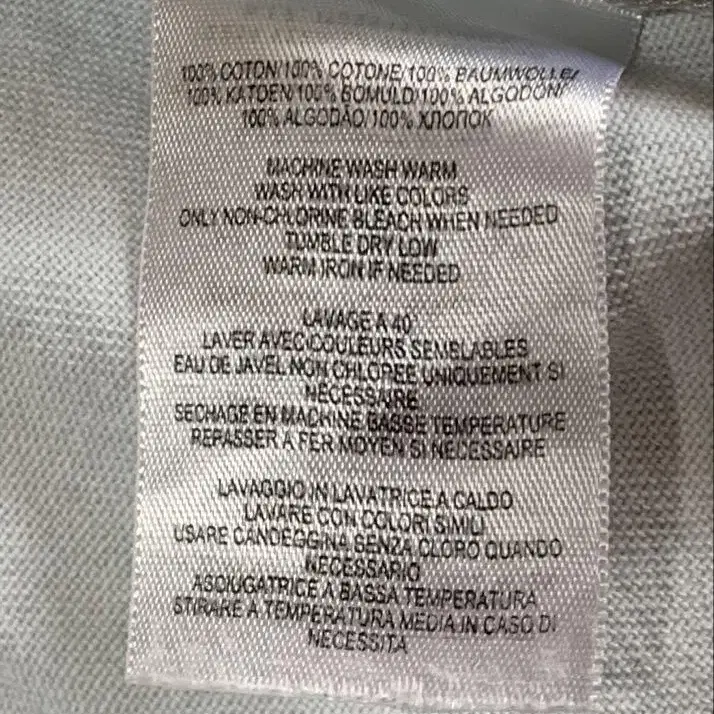 100% COTON/100% COTONE/100% BAUMWOLLE/
100% KATOEN/100% BOMULD/100% ALGODON/
100% ALGODÃO/100% ХЛОПОК
MACHINE WASH WARM
WASH WITH LIKE COLORS
ONLY NON-CHLORINE BLEACH WHEN NEEDED
TUMBLE DRY LOW
WARM IRON IF NEEDED
LAVAGE A 40
LAVER AVEC COULEURS SEMBLABLES
EAU DE JAVEL NON CHLOREE UNIQUEMENT SI
NECESSAIRE
SECHAGE EN MACHINE BASSE TEMPERATURE
REPASSER A FER MOYEN SI NECESSAIRE
LAVAGGIO IN LAVATRICE A CALDO
LAVARE CON COLORI SIMILI
USARE CANDEGGINA SENZA CLORO QUANDO
NECESSARIO
ASCIUGATRICE A BASSA TEMPERATURA
STIRARE A TEMPERATURA MEDIA IN CASO DI
NECESSITA